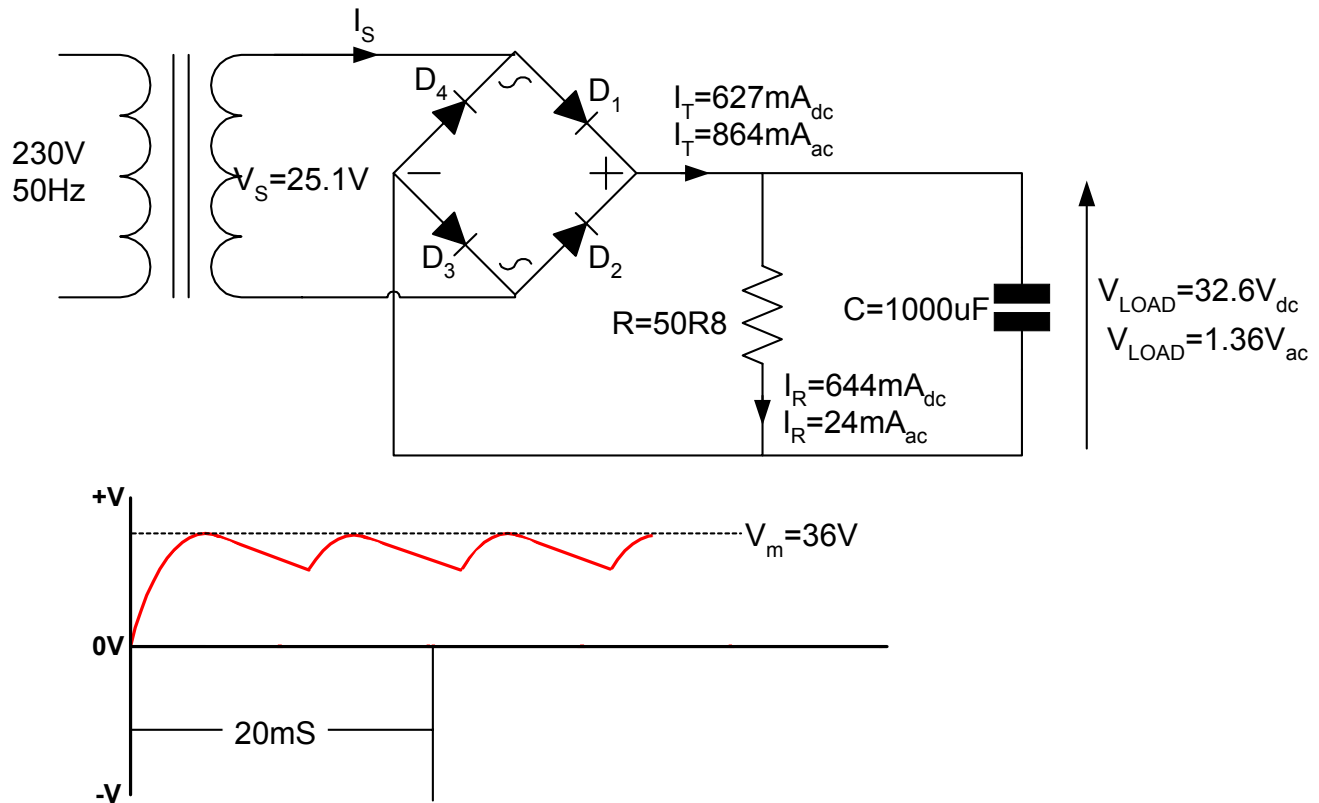 I_S
D_4
D_1
I_T=627mA_dc
I_T=864mA_ac
230V
50Hz
V_S=25.1V
− +
D_3
D_2
R=50R8
C=1000uF
V_LOAD=32.6V_dc
V_LOAD=1.36V_ac
I_R=644mA_dc
I_R=24mA_ac
+V
V_m=36V
0V
20mS
-V